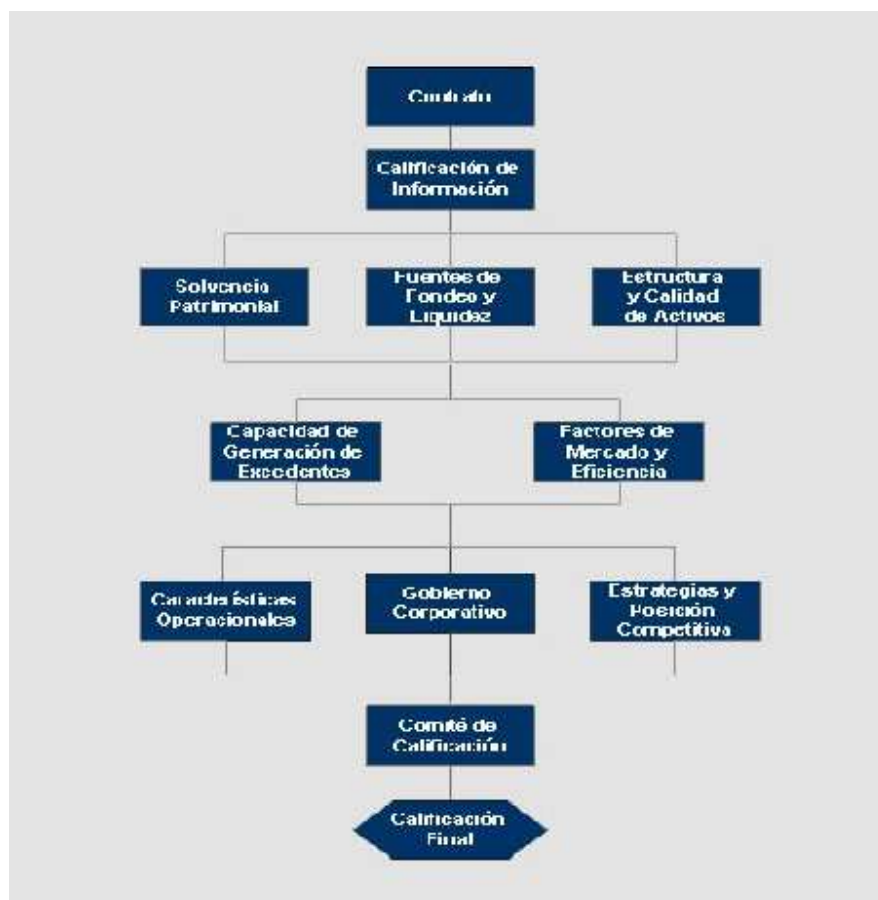 Contrato
Calificación de
Información
Solvencia
Patrimonial
Fuentes de
Fondeo y
Liquidez
Estructura
y Calidad
de Activos
Capacidad de
Generación de
Excedentes
Factores de
Mercado y
Eficiencia
Características
Operacionales
Gobierno
Corporativo
Estrategias y
Posición
Competitiva
Comité de
Calificación
Calificación
Final